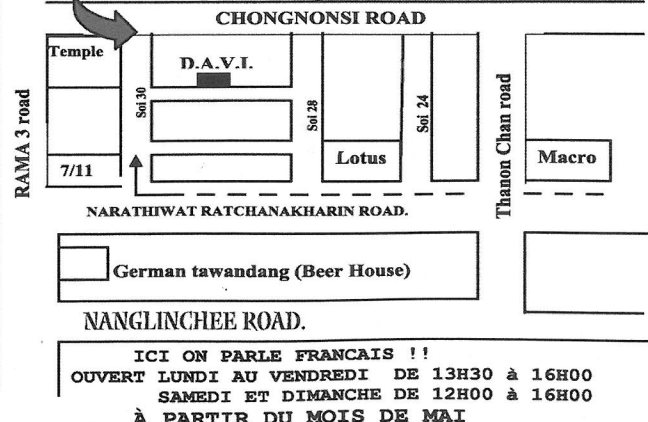 CHONGNONSI ROAD
Temple
D.A.V.I.
RAMA 3 road
Soi 30
Soi 28
Soi 24
Thanon Chan road
7/11
Lotus
Macro
NARATHIWAT RATCHANAKHARIN ROAD.
German tawandang (Beer House)
NANGLINCHEE ROAD.
ICI ON PARLE FRANCAIS !!
OUVERT LUNDI AU VENDREDI DE 13H30 à 16H00
SAMEDI ET DIMANCHE DE 12H00 à 16H00
À PARTIR DU MOIS DE MAI